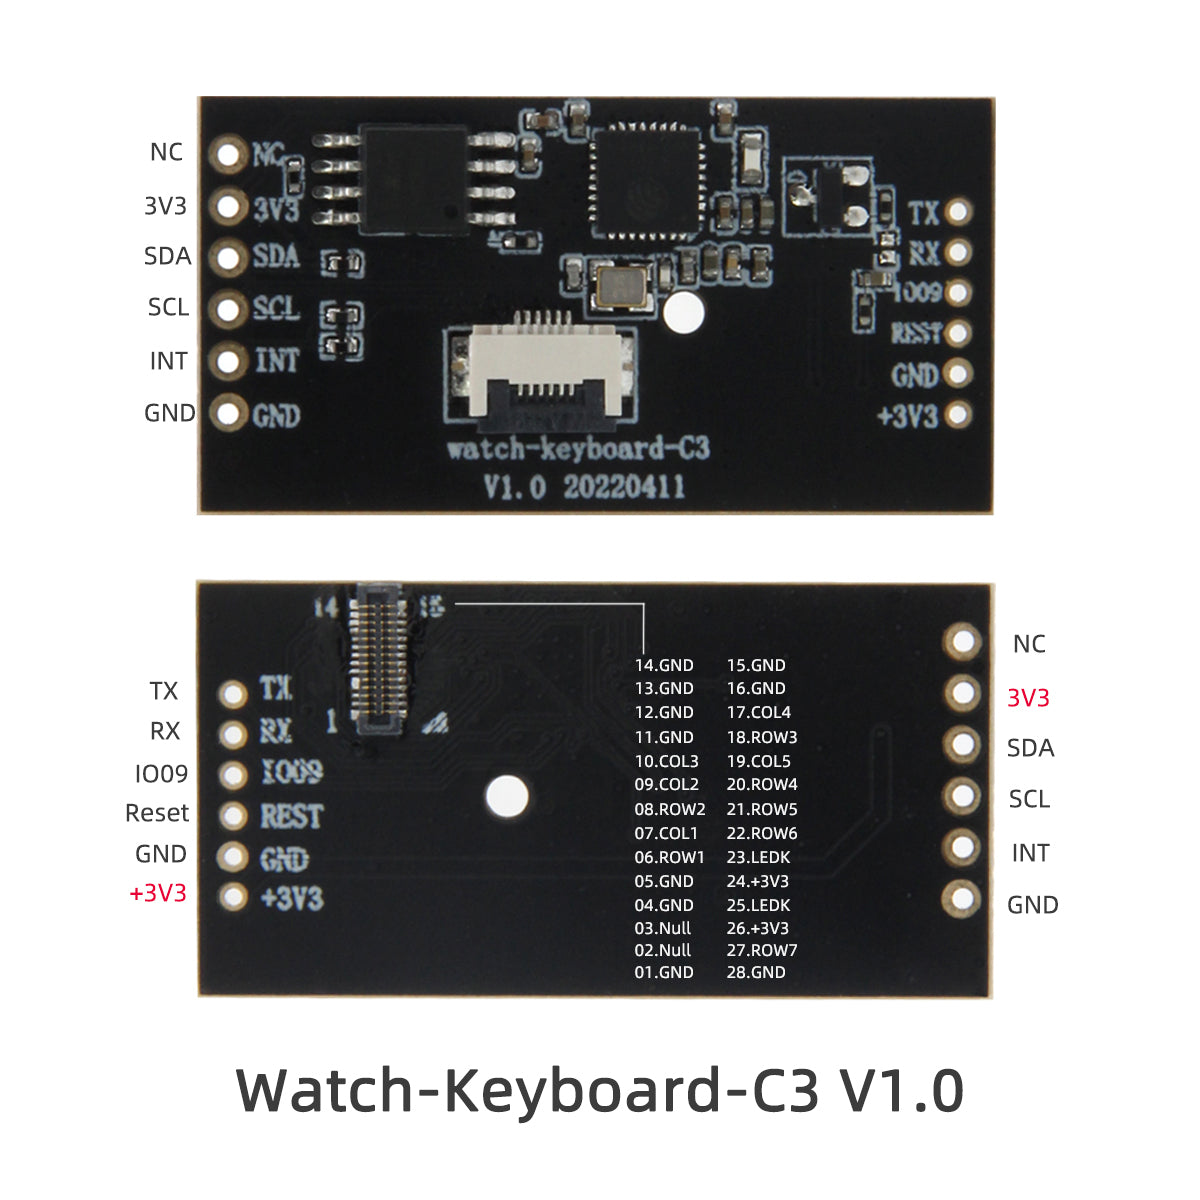 NC NC
3V3 3V3
SDA SDA
SCL SCL
INT INT
GND GND
TX
RX
IO09
REST
GND
+3V3
watch-keyboard-C3
V1.0 20220411
14 15
1
TX TX
RX RX
IO09 IO09
Reset REST
GND GND
+3V3 +3V3
14.GND 15.GND
13.GND 16.GND
12.GND 17.COL4
11.GND 18.ROW3
10.COL3 19.COL5
09.COL2 20.ROW4
08.ROW2 21.ROW5
07.COL1 22.ROW6
06.ROW1 23.LEDK
05.GND 24.+3V3
04.GND 25.LEDK
03.Null 26.+3V3
02.Null 27.ROW7
01.GND 28.GND
NC
3V3
SDA
SCL
INT
GND
Watch-Keyboard-C3 V1.0